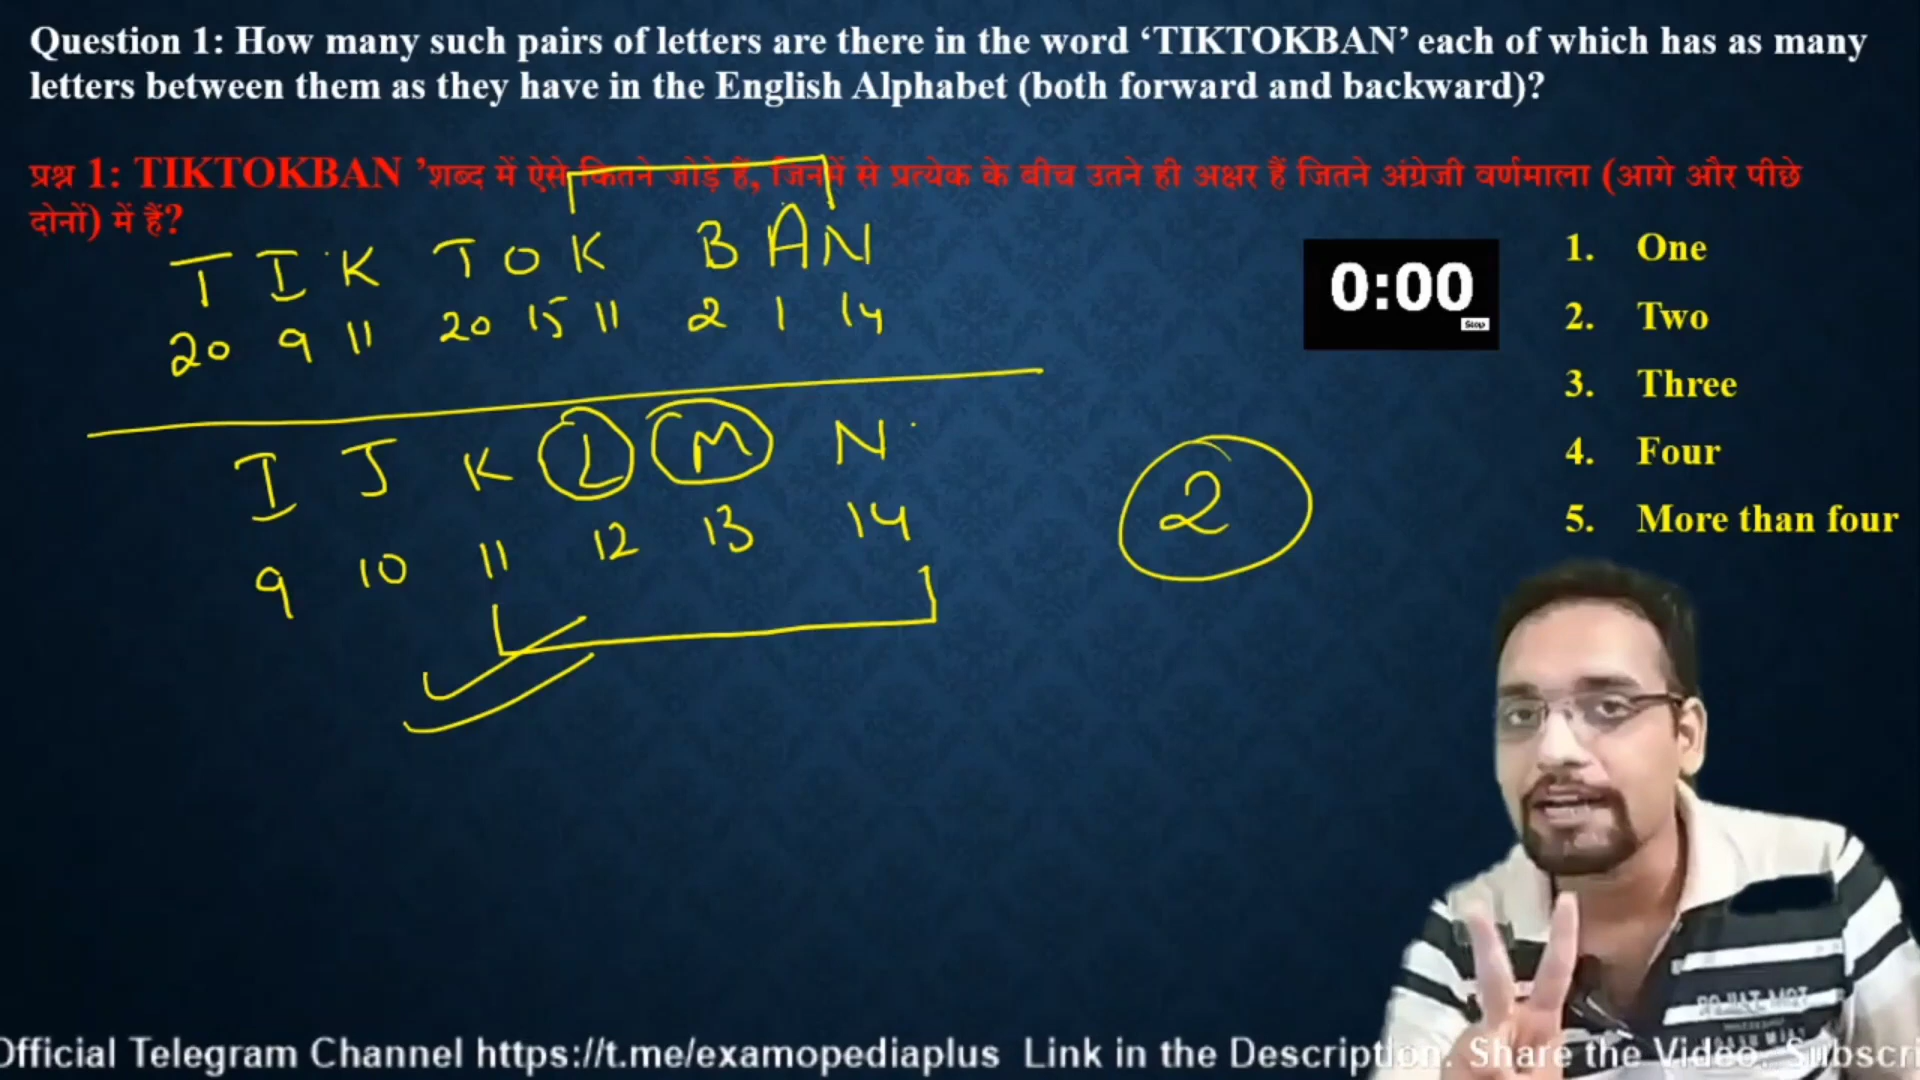 Question 1: How many such pairs of letters are there in the word ‘TIKTOKBAN’ each of which has as many
letters between them as they have in the English Alphabet (both forward and backward)?
प्रश्न 1: TIKTOKBAN ’शब्द में ऐसे कितने जोड़े हैं, जिनमें से प्रत्येक के बीच उतने ही अक्षर हैं जितने अंग्रेजी वर्णमाला (आगे और पीछे
दोनों) में हैं?
T I K T O K B A N
20 9 11 20 15 11 2 1 14
I J K L M N
9 10 11 12 13 14
2
0:00
Stop
1. One
2. Two
3. Three
4. Four
5. More than four
Official Telegram Channel https://t.me/examopediaplus Link in the Description. Share the Video. Subscri